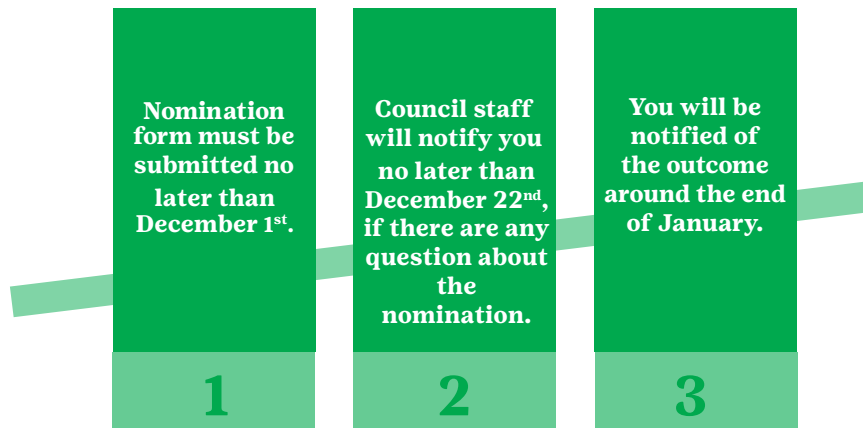 Nomination
form must be
submitted no
later than
December 1st.
1
Council staff
will notify you
no later than
December 22nd,
if there are any
question about
the
nomination.
2
You will be
notified of
the outcome
around the end
of January.
3